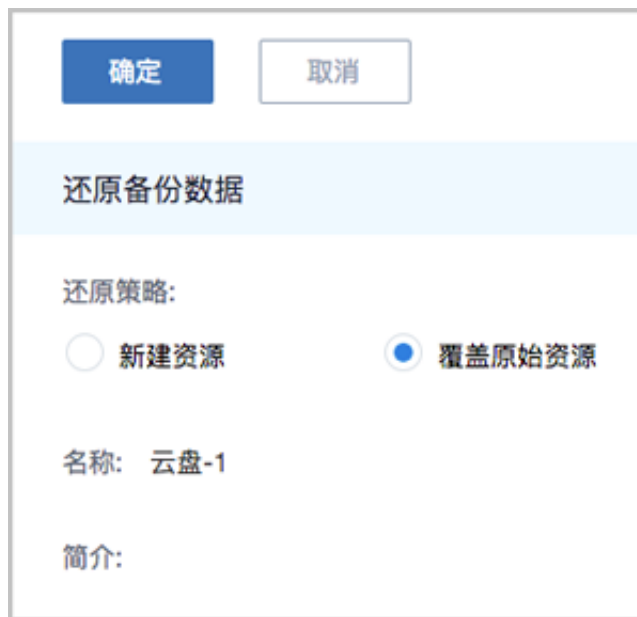 确定 取消
还原备份数据
还原策略:
新建资源 覆盖原始资源
名称: 云盘-1
简介: